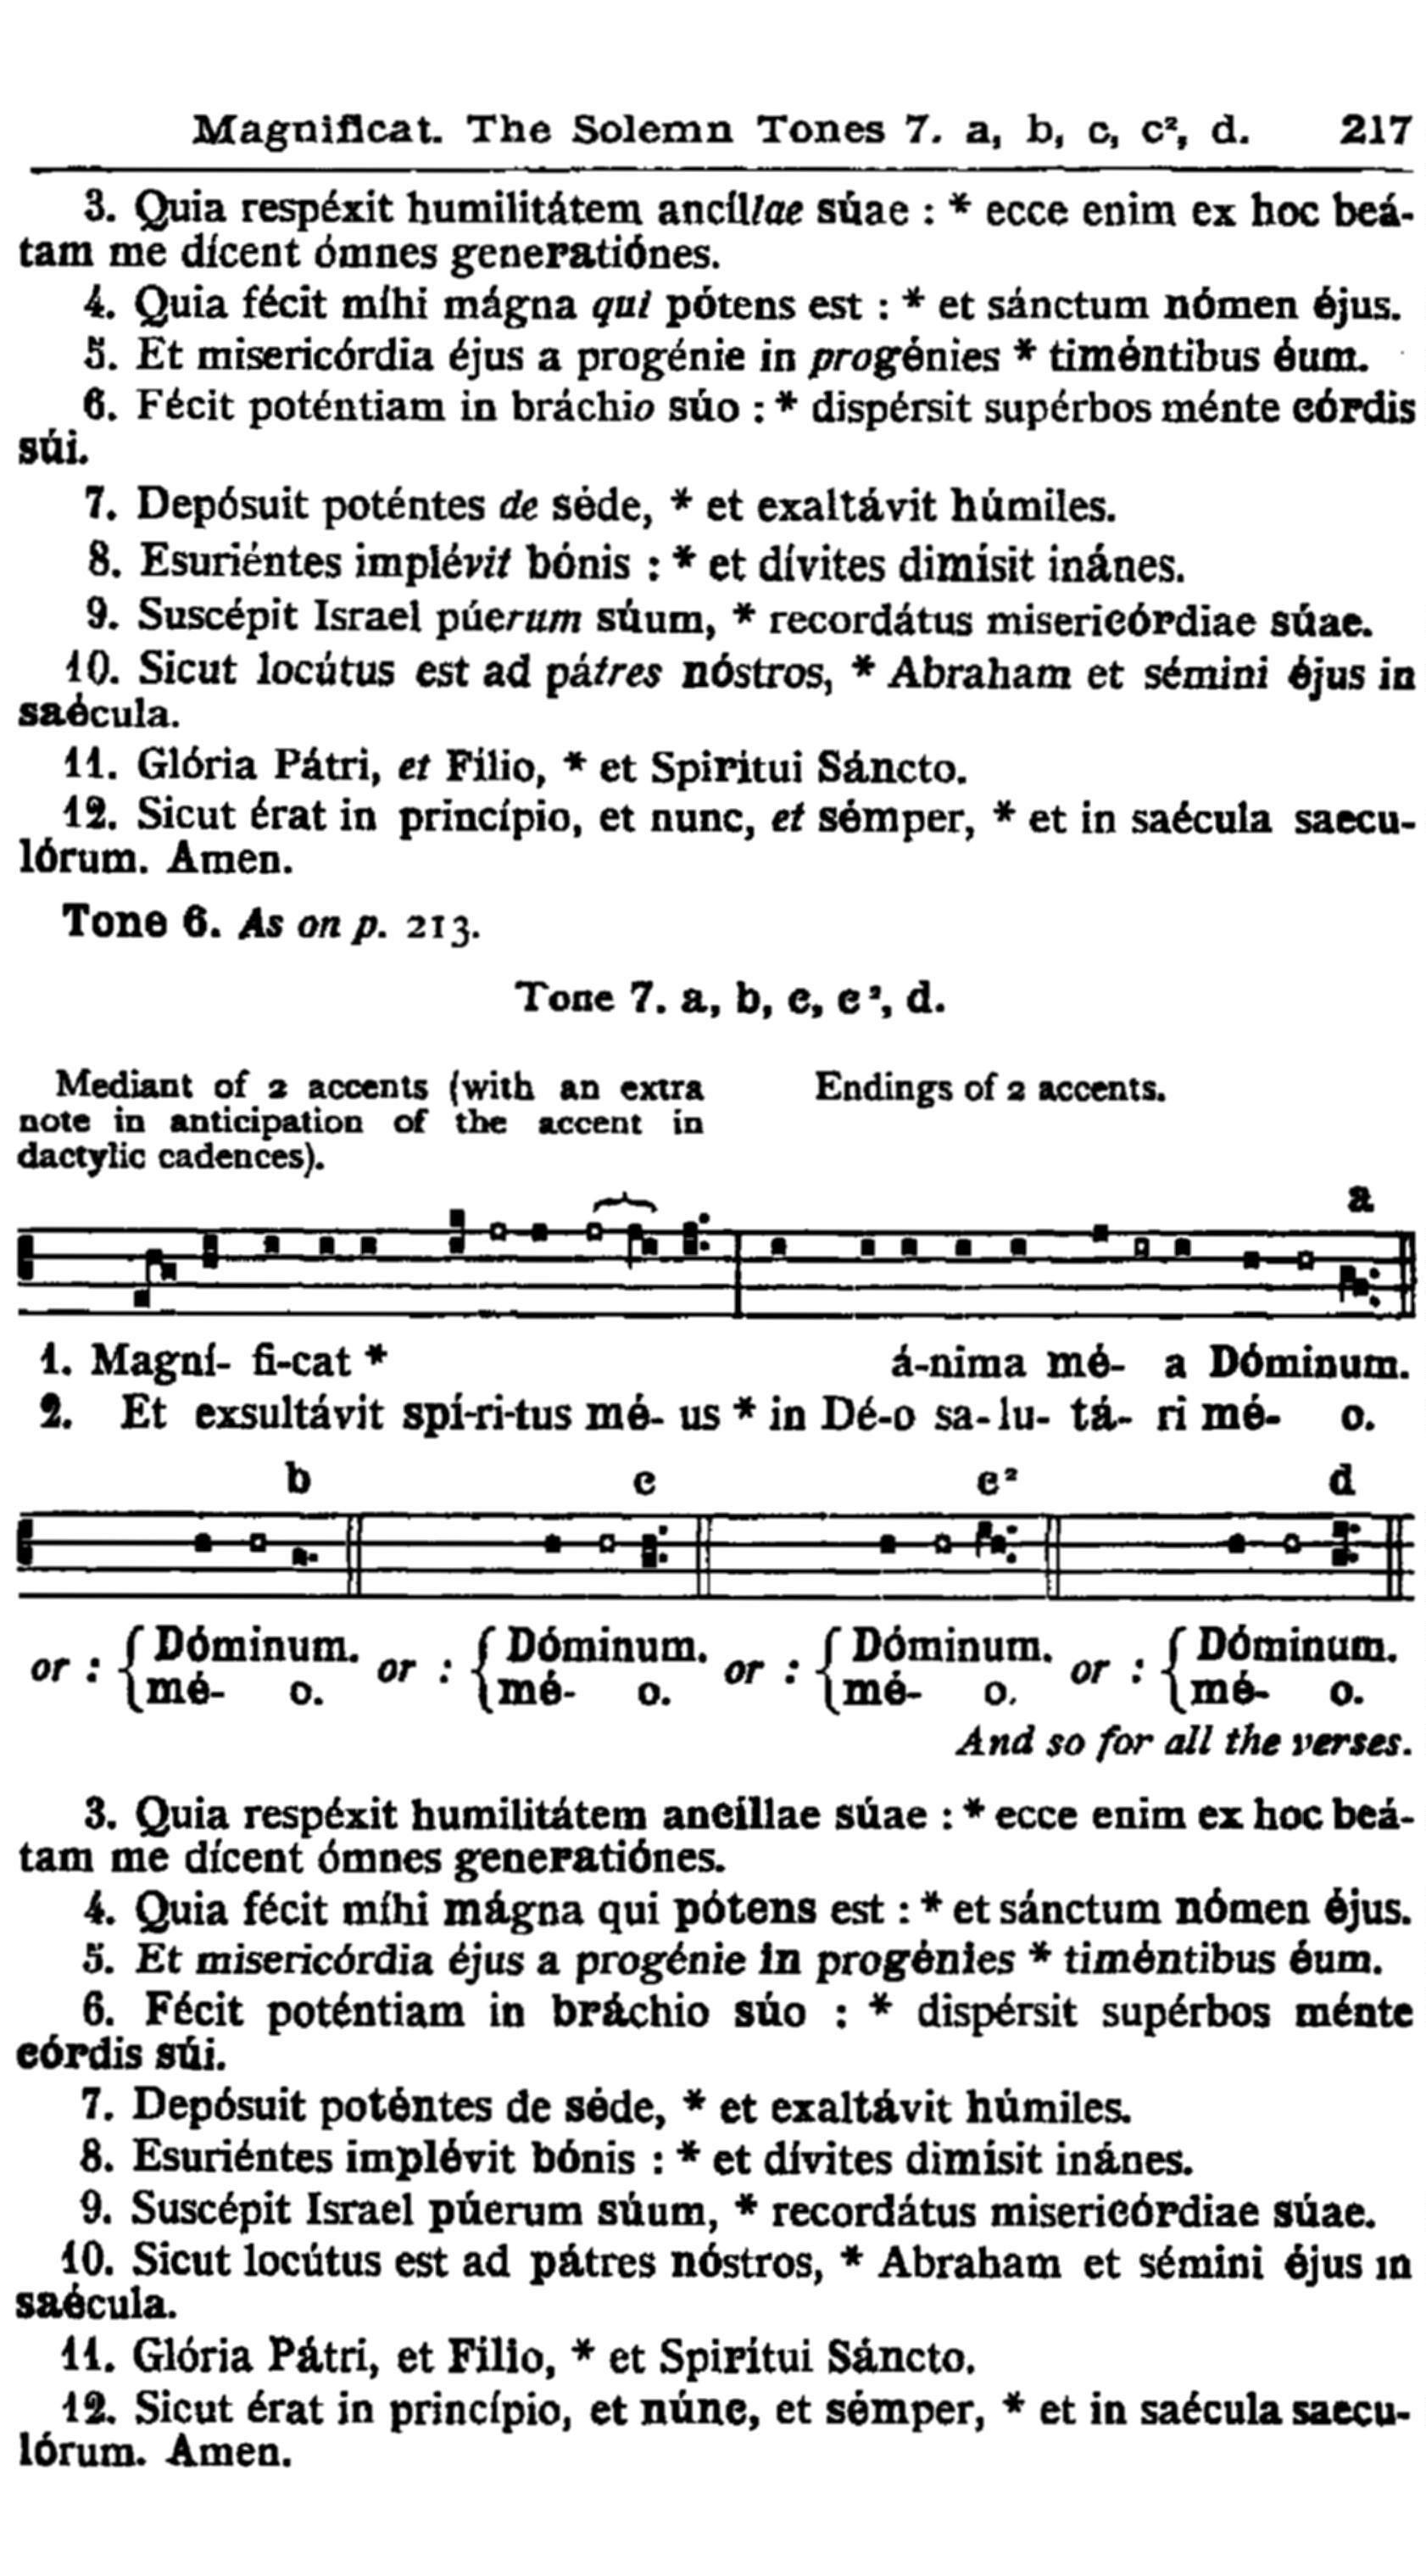 Magnificat. The Solemn Tones 7. a, b, c, c², d. 217
3. Quia respéxit humilitátem ancíllae súae : * ecce enim ex hoc beá-
tam me dícent ómnes generatiónes.
4. Quia fécit míhi mágna qui pótens est : * et sánctum nómen éjus.
5. Et misericórdia éjus a progénie in progénies * timéntibus éum.
6. Fécit poténtiam in bráchio súo : * dispérsit supérbos ménte córdis
súi.
7. Depósuit poténtes de séde, * et exaltávit húmiles.
8. Esuriéntes implévit bónis : * et dívites dimísit inánes.
9. Suscépit Israel púerum súum, * recordátus misericórdiae súae.
10. Sicut locútus est ad pátres nóstros, * Abraham et sémini éjus in
saécula.
11. Glória Pátri, et Fílio, * et Spirítui Sáncto.
12. Sicut érat in princípio, et nunc, et sémper, * et in saécula saecu-
lórum. Amen.
Tone 6. As on p. 213.
Tone 7. a, b, c, c², d.
Mediant of 2 accents (with an extra
note in anticipation of the accent in
dactylic cadences).
Endings of 2 accents.
a
1. Magní- fi-cat * á-nima mé- a Dóminum.
2. Et exsultávit spí-ri-tus mé- us * in Dé-o sa- lu- tá- ri mé- o.
b c c² d
or : { Dóminum. or : { Dóminum. or : { Dóminum. or : { Dóminum.
mé- o. mé- o. mé- o. mé- o.
And so for all the verses.
3. Quia respéxit humilitátem ancíllae súae : * ecce enim ex hoc beá-
tam me dícent ómnes generatiónes.
4. Quia fécit míhi mágna qui pótens est : * et sánctum nómen éjus.
5. Et misericórdia éjus a progénie in progénies * timéntibus éum.
6. Fécit poténtiam in bráchio súo : * dispérsit supérbos ménte
córdis súi.
7. Depósuit poténtes de séde, * et exaltávit húmiles.
8. Esuriéntes implévit bónis : * et dívites dimísit inánes.
9. Suscépit Israel púerum súum, * recordátus misericórdiae súae.
10. Sicut locútus est ad pátres nóstros, * Abraham et sémini éjus in
saécula.
11. Glória Pátri, et Fílio, * et Spirítui Sáncto.
12. Sicut érat in princípio, et núnc, et sémper, * et in saécula saecu-
lórum. Amen.